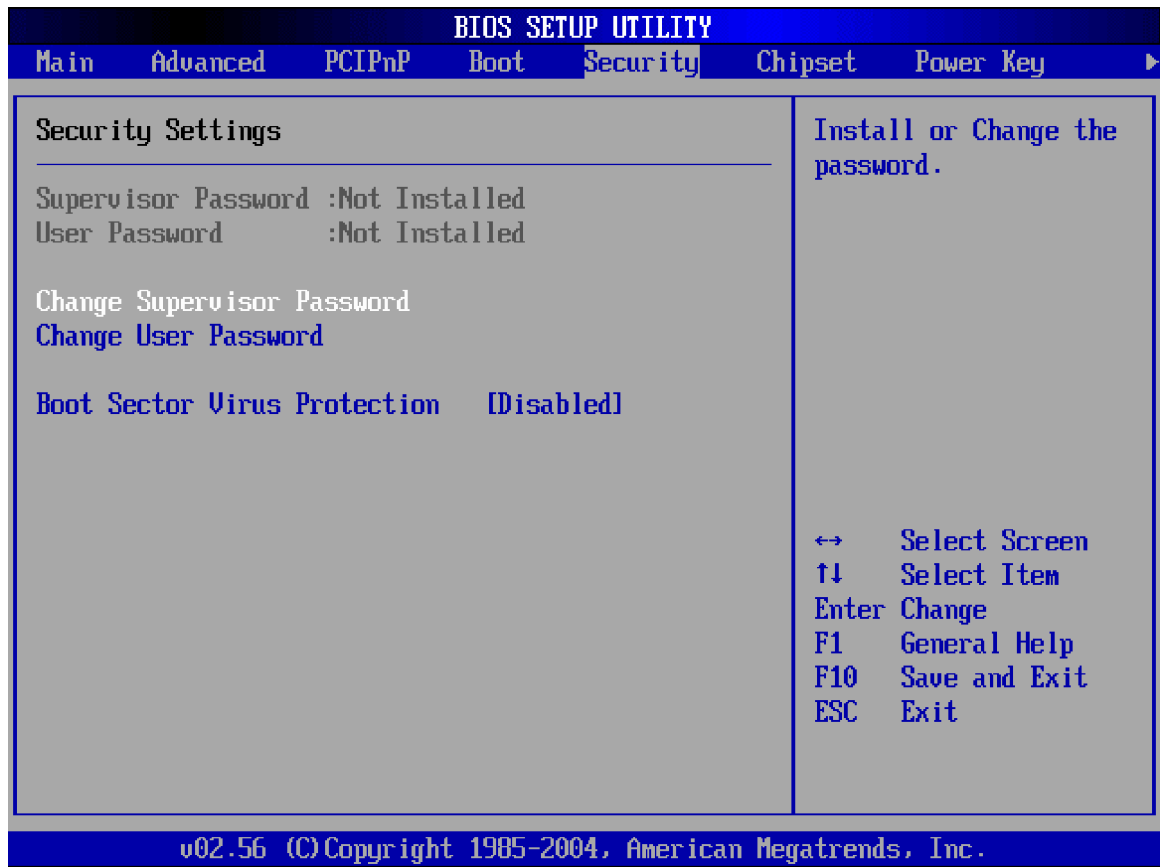 BIOS SETUP UTILITY
Main Advanced PCIPnP Boot Security Chipset Power Key ▶
Security Settings
Supervisor Password :Not Installed
User Password :Not Installed
Change Supervisor Password
Change User Password
Boot Sector Virus Protection [Disabled]
Install or Change the
password.
↔ Select Screen
↑↓ Select Item
Enter Change
F1 General Help
F10 Save and Exit
ESC Exit
v02.56 (C)Copyright 1985-2004, American Megatrends, Inc.